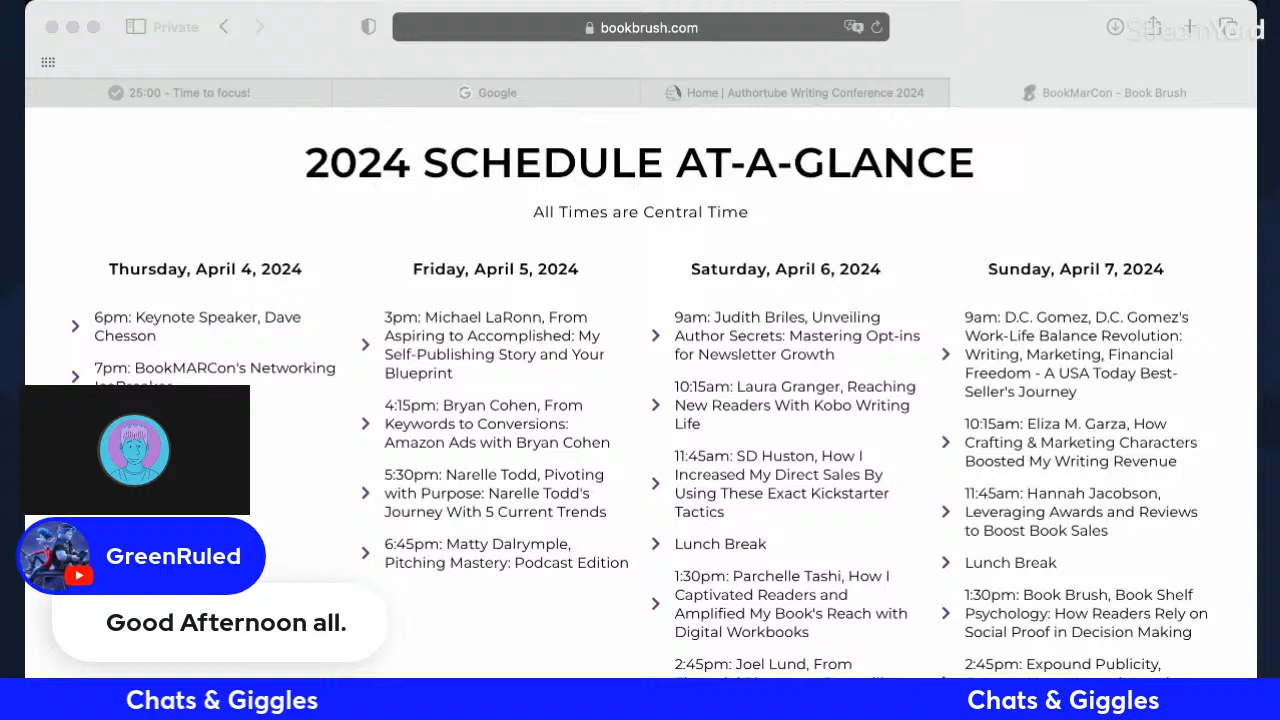 Private
bookbrush.com
StreamYard
25:00 - Time to focus!
Google
Home | Authortube Writing Conference 2024
BookMarCon - Book Brush
2024 SCHEDULE AT-A-GLANCE
All Times are Central Time
Thursday, April 4, 2024
6pm: Keynote Speaker, Dave
Chesson
7pm: BookMARCon's Networking
Friday, April 5, 2024
3pm: Michael LaRonn, From
Aspiring to Accomplished: My
Self-Publishing Story and Your
Blueprint
4:15pm: Bryan Cohen, From
Keywords to Conversions:
Amazon Ads with Bryan Cohen
5:30pm: Narelle Todd, Pivoting
with Purpose: Narelle Todd's
Journey With 5 Current Trends
6:45pm: Matty Dalrymple,
Pitching Mastery: Podcast Edition
Saturday, April 6, 2024
9am: Judith Briles, Unveiling
Author Secrets: Mastering Opt-ins
for Newsletter Growth
10:15am: Laura Granger, Reaching
New Readers With Kobo Writing
Life
11:45am: SD Huston, How I
Increased My Direct Sales By
Using These Exact Kickstarter
Tactics
Lunch Break
1:30pm: Parchelle Tashi, How I
Captivated Readers and
Amplified My Book's Reach with
Digital Workbooks
2:45pm: Joel Lund, From
Sunday, April 7, 2024
9am: D.C. Gomez, D.C. Gomez's
Work-Life Balance Revolution:
Writing, Marketing, Financial
Freedom - A USA Today Best-
Seller's Journey
10:15am: Eliza M. Garza, How
Crafting & Marketing Characters
Boosted My Writing Revenue
11:45am: Hannah Jacobson,
Leveraging Awards and Reviews
to Boost Book Sales
Lunch Break
1:30pm: Book Brush, Book Shelf
Psychology: How Readers Rely on
Social Proof in Decision Making
2:45pm: Expound Publicity,
GreenRuled
Good Afternoon all.
Chats & Giggles
Chats & Giggles